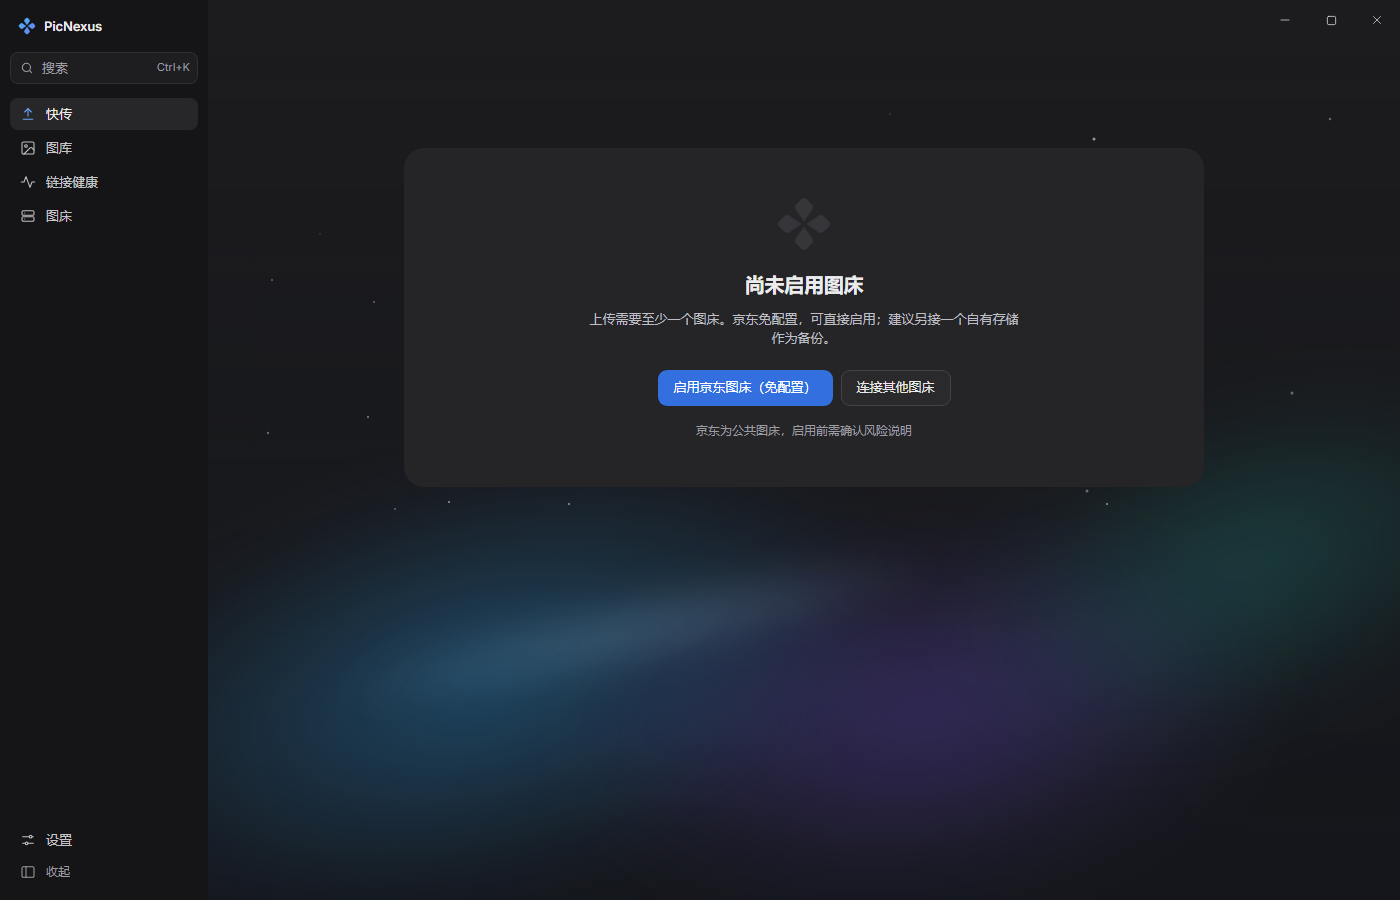 PicNexus
搜索 Ctrl+K
快传
图库
链接健康
图床
尚未启用图床
上传需要至少一个图床。京东免配置，可直接启用；建议另接一个自有存储
作为备份。
启用京东图床（免配置） 连接其他图床
京东为公共图床，启用前需确认风险说明
设置
收起